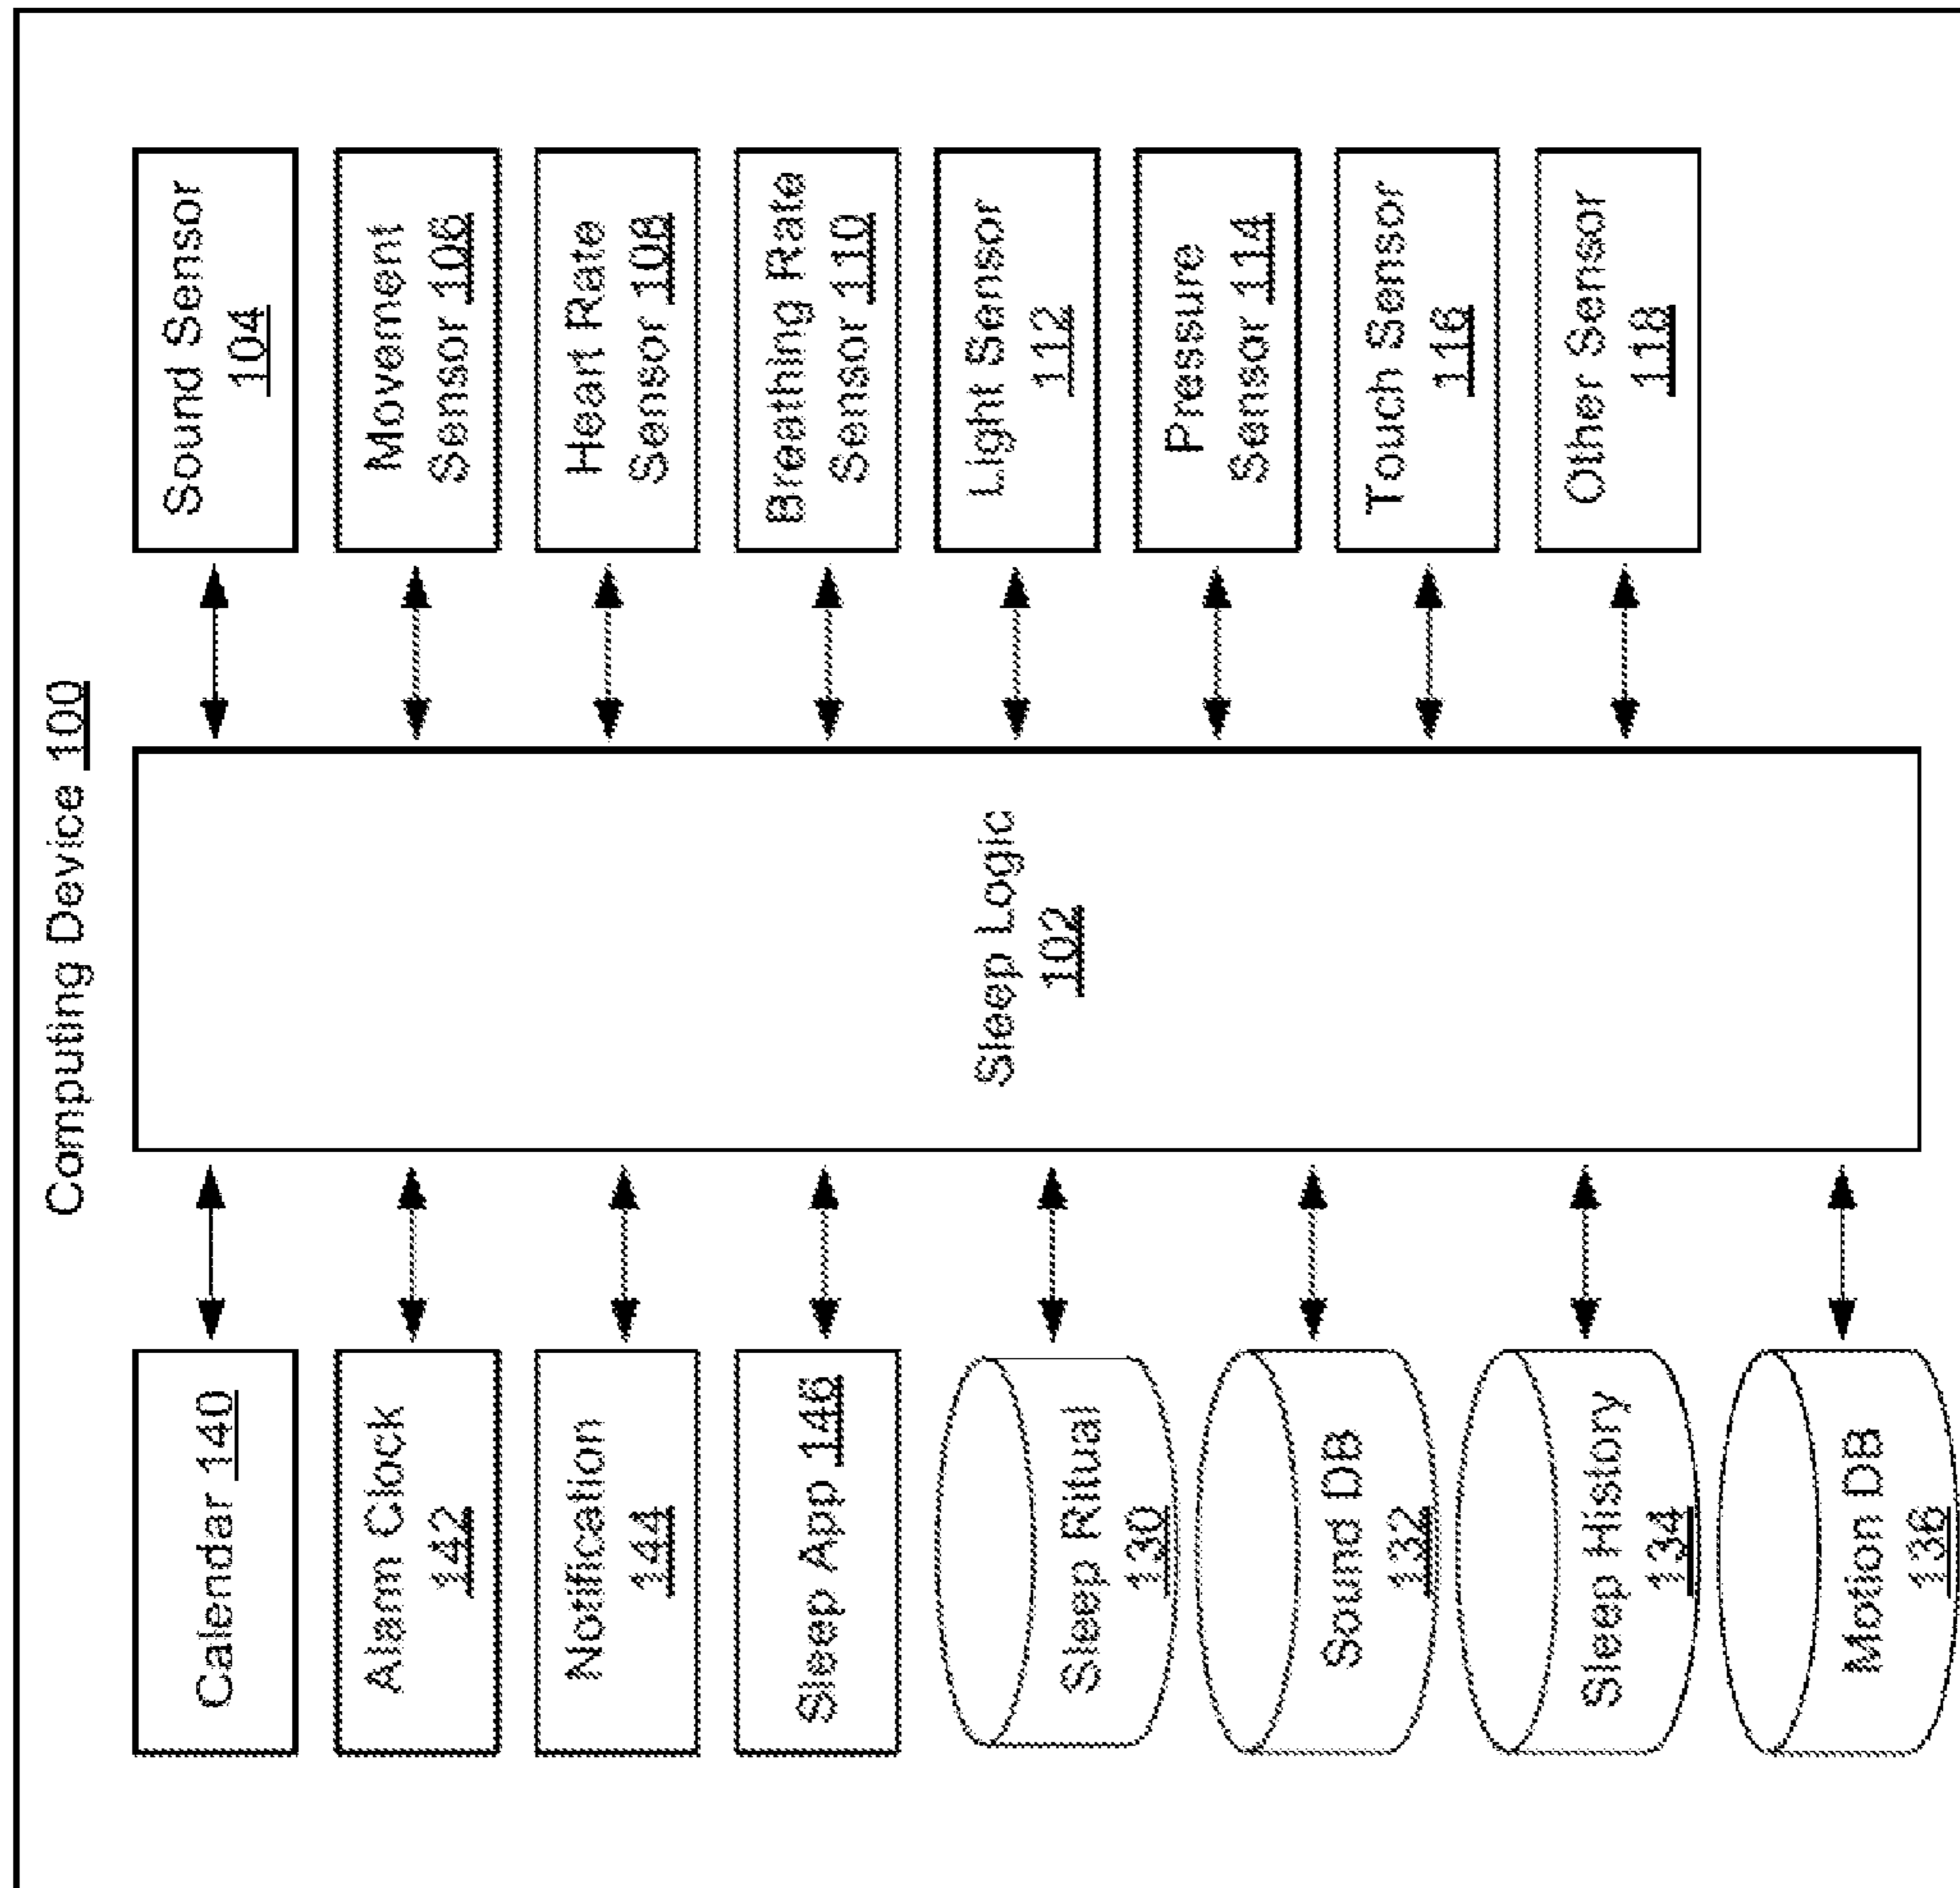 Computing Device 100
Calendar 140
Alarm Clock
142
Notification
144
Sleep App 146
Sleep Ritual
130
Sound DB
132
Sleep History
134
Motion DB
136
Sleep Logic
102
Sound Sensor
104
Movement
Sensor 106
Heart Rate
Sensor 108
Breathing Rate
Sensor 110
Light Sensor
112
Pressure
Sensor 114
Touch Sensor
116
Other Sensor
118